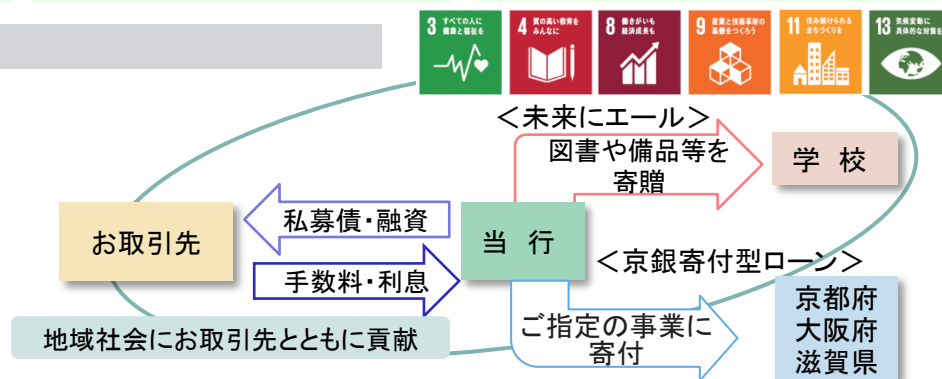 3 すべての人に
健康と福祉を
4 質の高い教育を
みんなに
8 働きがいも
経済成長も
9 産業と技術革新の
基盤をつくろう
11 住み続けられる
まちづくりを
13 気候変動に
具体的な対策を
＜未来にエール＞
図書や備品等を
寄贈
学 校
私募債・融資
お取引先
当 行
手数料・利息
＜京銀寄付型ローン＞
ご指定の事業に
寄付
京都府
大阪府
滋賀県
地域社会にお取引先とともに貢献